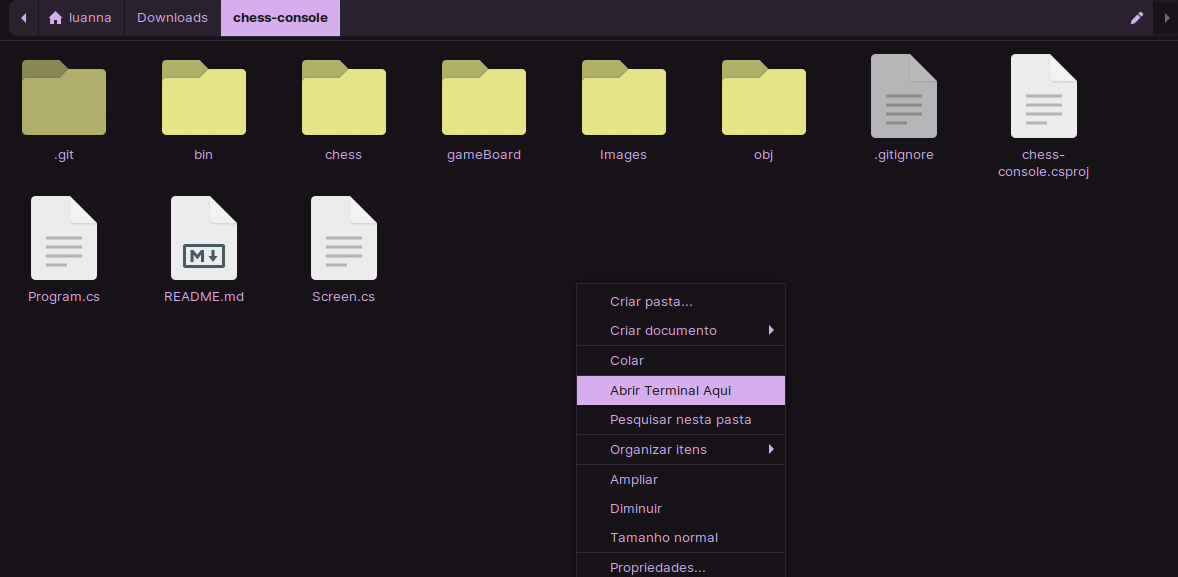 luanna Downloads chess-console
.git bin chess gameBoard Images obj .gitignore chess-
console.csproj
M
Program.cs README.md Screen.cs
Criar pasta...
Criar documento
Colar
Abrir Terminal Aqui
Pesquisar nesta pasta
Organizar itens
Ampliar
Diminuir
Tamanho normal
Propriedades...